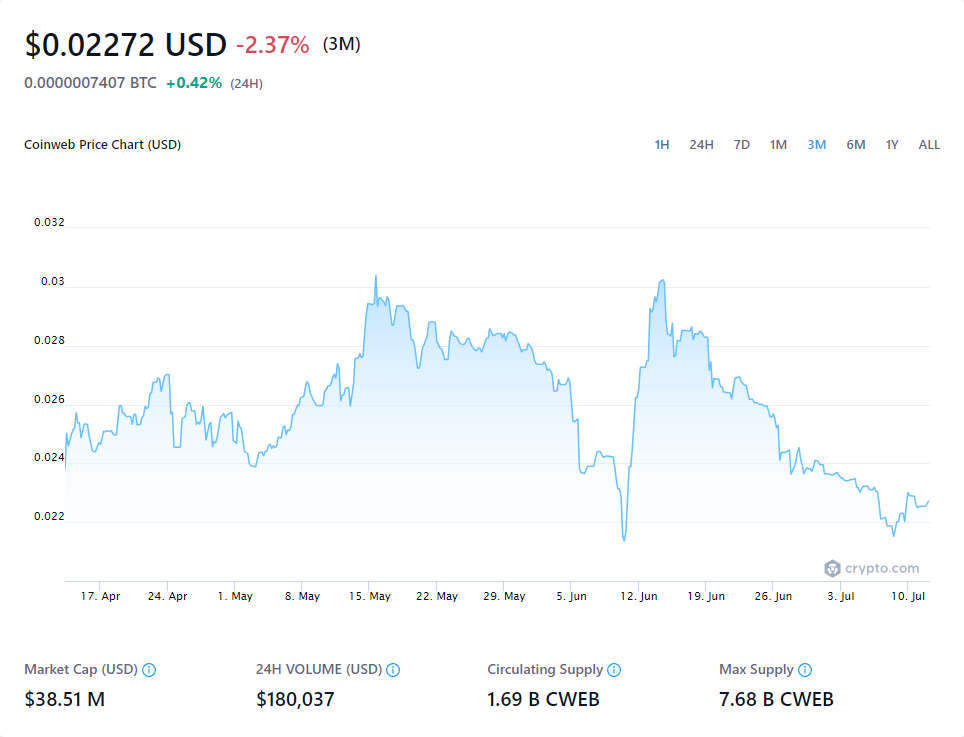 $0.02272 USD -2.37% (3M)
0.0000007407 BTC +0.42% (24H)
Coinweb Price Chart (USD) 1H 24H 7D 1M 3M 6M 1Y ALL
0.032
0.03
0.028
0.026
0.024
0.022
crypto.com
17. Apr 24. Apr 1. May 8. May 15. May 22. May 29. May 5. Jun 12. Jun 19. Jun 26. Jun 3. Jul 10. Jul
Market Cap (USD) 24H VOLUME (USD) Circulating Supply Max Supply
$38.51 M $180,037 1.69 B CWEB 7.68 B CWEB